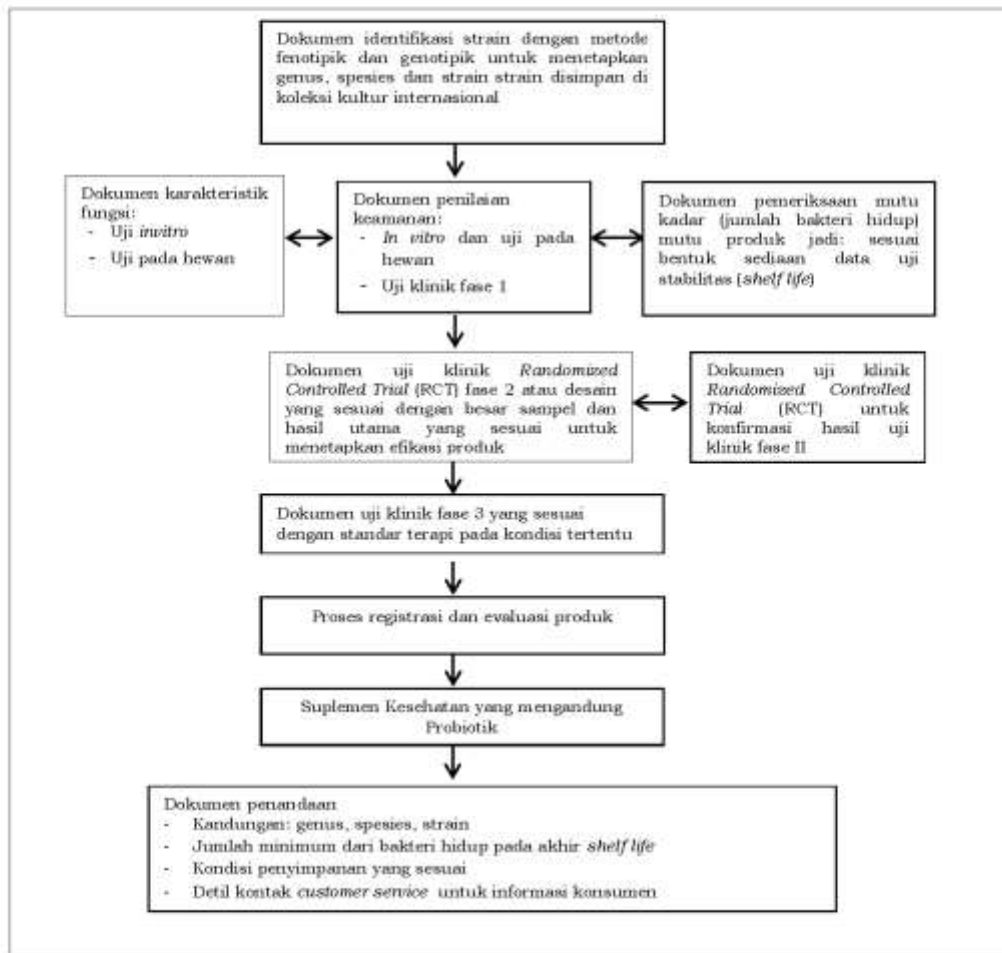 Dokumen identifikasi strain dengan metode
fenotipik dan genotipik untuk menetapkan
genus, spesies dan strain strain disimpan di
koleksi kultur internasional
Dokumen karakteristik
fungsi:
- Uji invitro
- Uji pada hewan
Dokumen penilaian
keamanan:
- In vitro dan uji pada
hewan
- Uji klinik fase 1
Dokumen pemeriksaan mutu
kadar (jumlah bakteri hidup)
mutu produk jadi: sesuai
bentuk sediaan data uji
stabilitas (shelf life)
Dokumen uji klinik Randomized
Controlled Trial (RCT) fase 2 atau desain
yang sesuai dengan besar sampel dan
hasil utama yang sesuai untuk
menetapkan efikasi produk
Dokumen uji klinik
Randomized Controlled
Trial (RCT) untuk
konfirmasi hasil uji
klinik fase II
Dokumen uji klinik fase 3 yang sesuai
dengan standar terapi pada kondisi tertentu
Proses registrasi dan evaluasi produk
Suplemen Kesehatan yang mengandung
Probiotik
Dokumen penandaan
- Kandungan: genus, spesies, strain
- Jumlah minimum dari bakteri hidup pada akhir shelf life
- Kondisi penyimpanan yang sesuai
- Detil kontak customer service untuk informasi konsumen